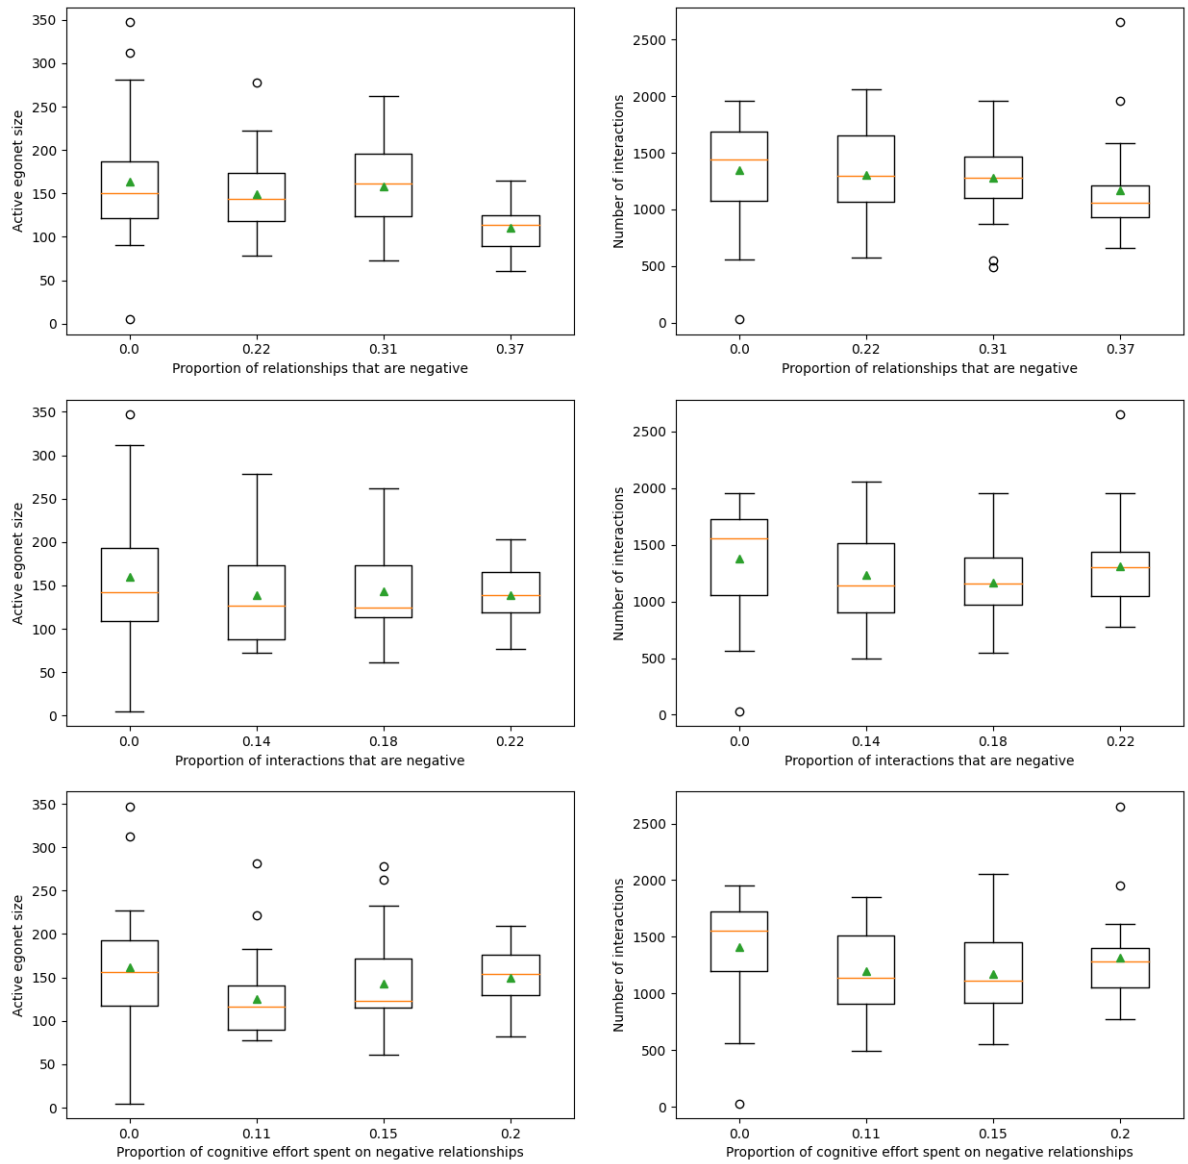 350
300
250
200
150
100
50
0
Active egonet size
0.0 0.22 0.31 0.37
Proportion of relationships that are negative
2500
2000
1500
1000
500
0
Number of interactions
0.0 0.22 0.31 0.37
Proportion of relationships that are negative
350
300
250
200
150
100
50
0
Active egonet size
0.0 0.14 0.18 0.22
Proportion of interactions that are negative
2500
2000
1500
1000
500
0
Number of interactions
0.0 0.14 0.18 0.22
Proportion of interactions that are negative
350
300
250
200
150
100
50
0
Active egonet size
0.0 0.11 0.15 0.2
Proportion of cognitive effort spent on negative relationships
2500
2000
1500
1000
500
0
Number of interactions
0.0 0.11 0.15 0.2
Proportion of cognitive effort spent on negative relationships